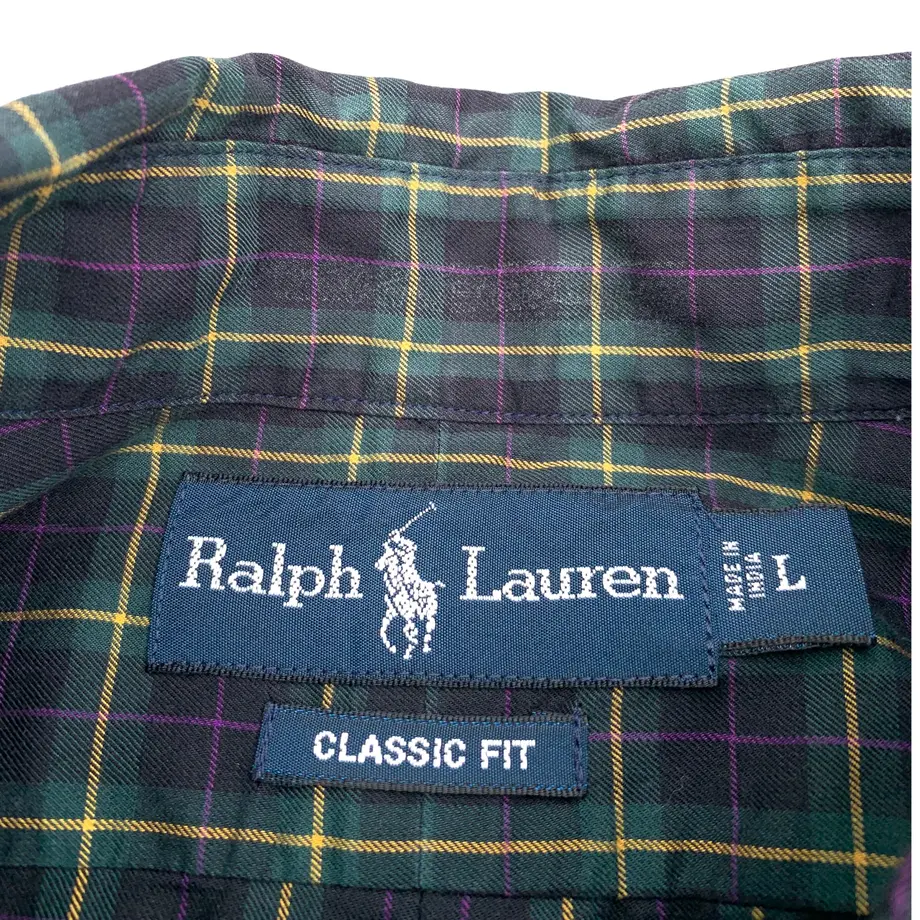 Ralph Lauren
MADE IN
INDIA
L
CLASSIC FIT